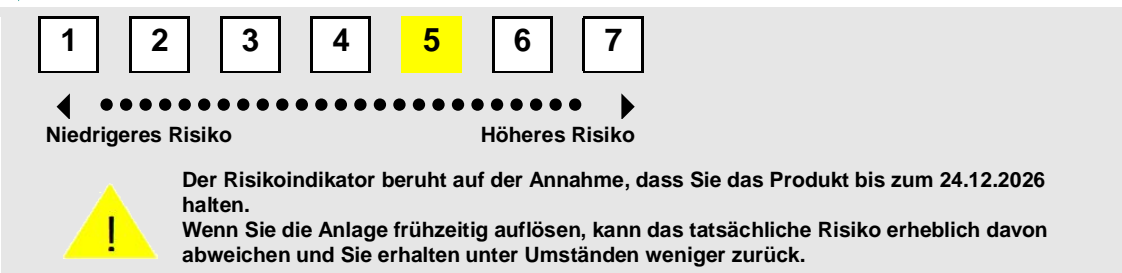 1 2 3 4 5 6 7
Niedrigeres Risiko Höheres Risiko
Der Risikoindikator beruht auf der Annahme, dass Sie das Produkt bis zum 24.12.2026
halten.
Wenn Sie die Anlage frühzeitig auflösen, kann das tatsächliche Risiko erheblich davon
abweichen und Sie erhalten unter Umständen weniger zurück.
!